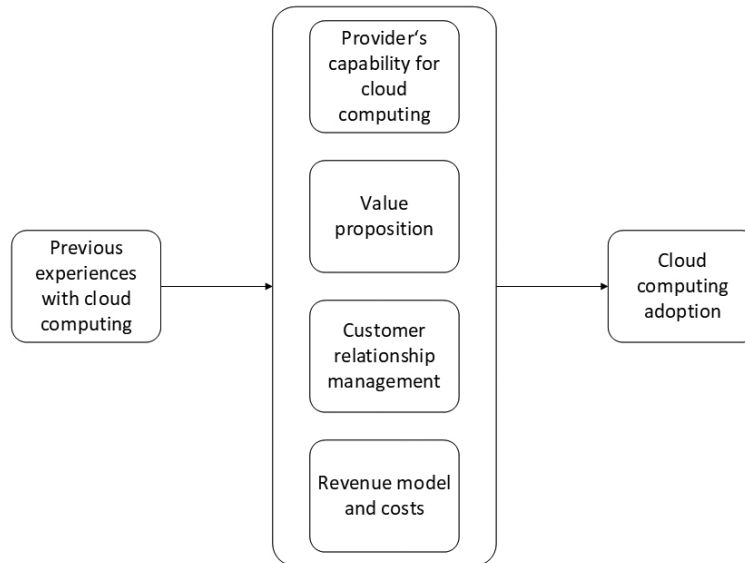 Provider‘s
capability for
cloud
computing
Value
proposition
Previous
experiences
with cloud
computing
Cloud
computing
adoption
Customer
relationship
management
Revenue model
and costs